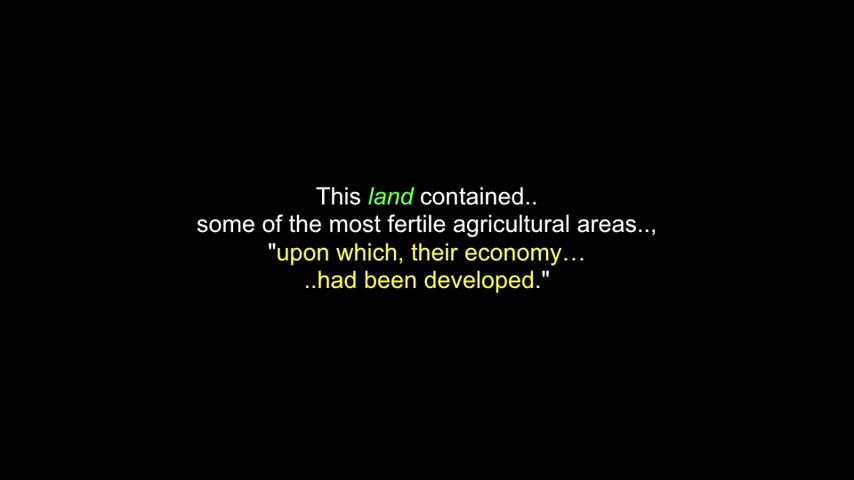 This land contained..
some of the most fertile agricultural areas..,
"upon which, their economy…
..had been developed."